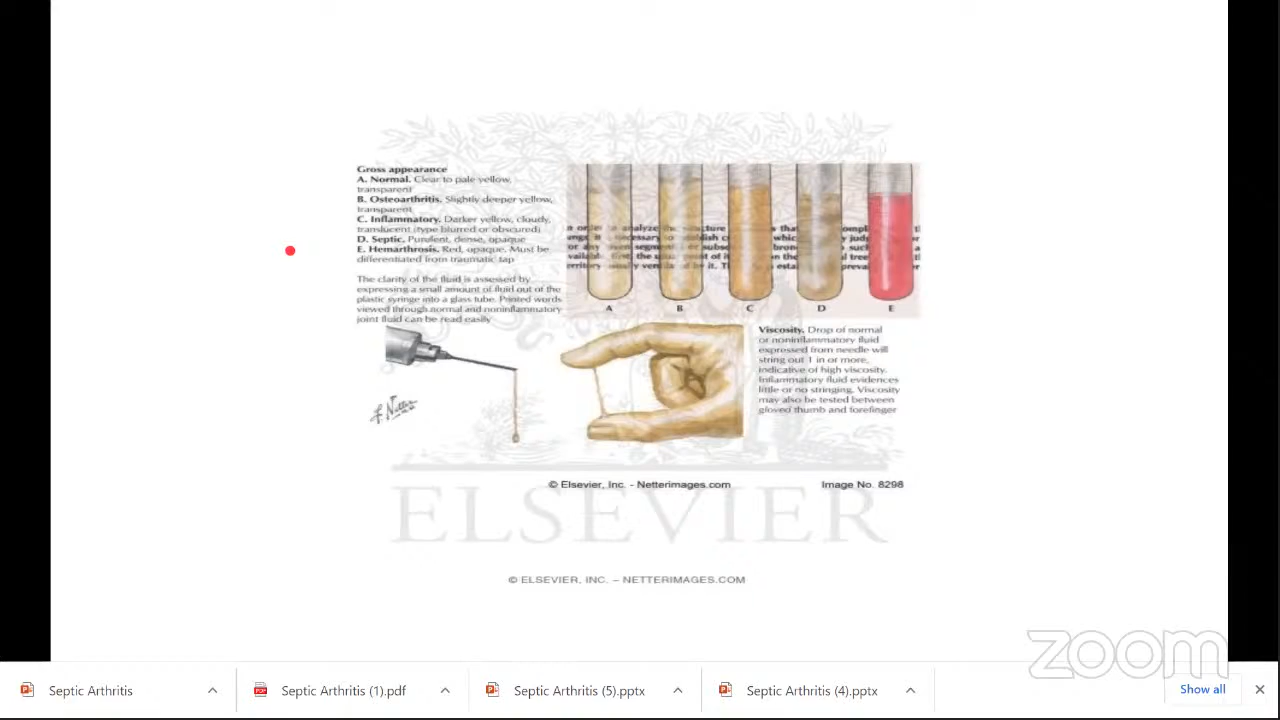 Gross appearance
A. Normal. Clear to pale yellow,
transparent
B. Osteoarthritis. Slightly deeper yellow,
transparent
C. Inflammatory. Darker yellow, cloudy,
translucent (type blurred or obscured)
D. Septic. Purulent, dense, opaque
E. Hemarthrosis. Red, opaque. Must be
differentiated from traumatic tap
The clarity of the fluid is assessed by
expressing a small amount of fluid out of the
plastic syringe into a glass tube. Printed words
viewed through normal and noninflammatory
joint fluid can be read easily
A B C D E
Viscosity. Drop of normal
or noninflammatory fluid
expressed from needle will
string out 1 in or more,
indicative of high viscosity.
Inflammatory fluid evidences
little or no stringing. Viscosity
may also be tested between
gloved thumb and forefinger
F. Netter
© Elsevier, Inc. - Netterimages.com Image No. 8298
ELSEVIER
© ELSEVIER, INC. – NETTERIMAGES.COM
zoom
Septic Arthritis Septic Arthritis (1).pdf Septic Arthritis (5).pptx Septic Arthritis (4).pptx Show all